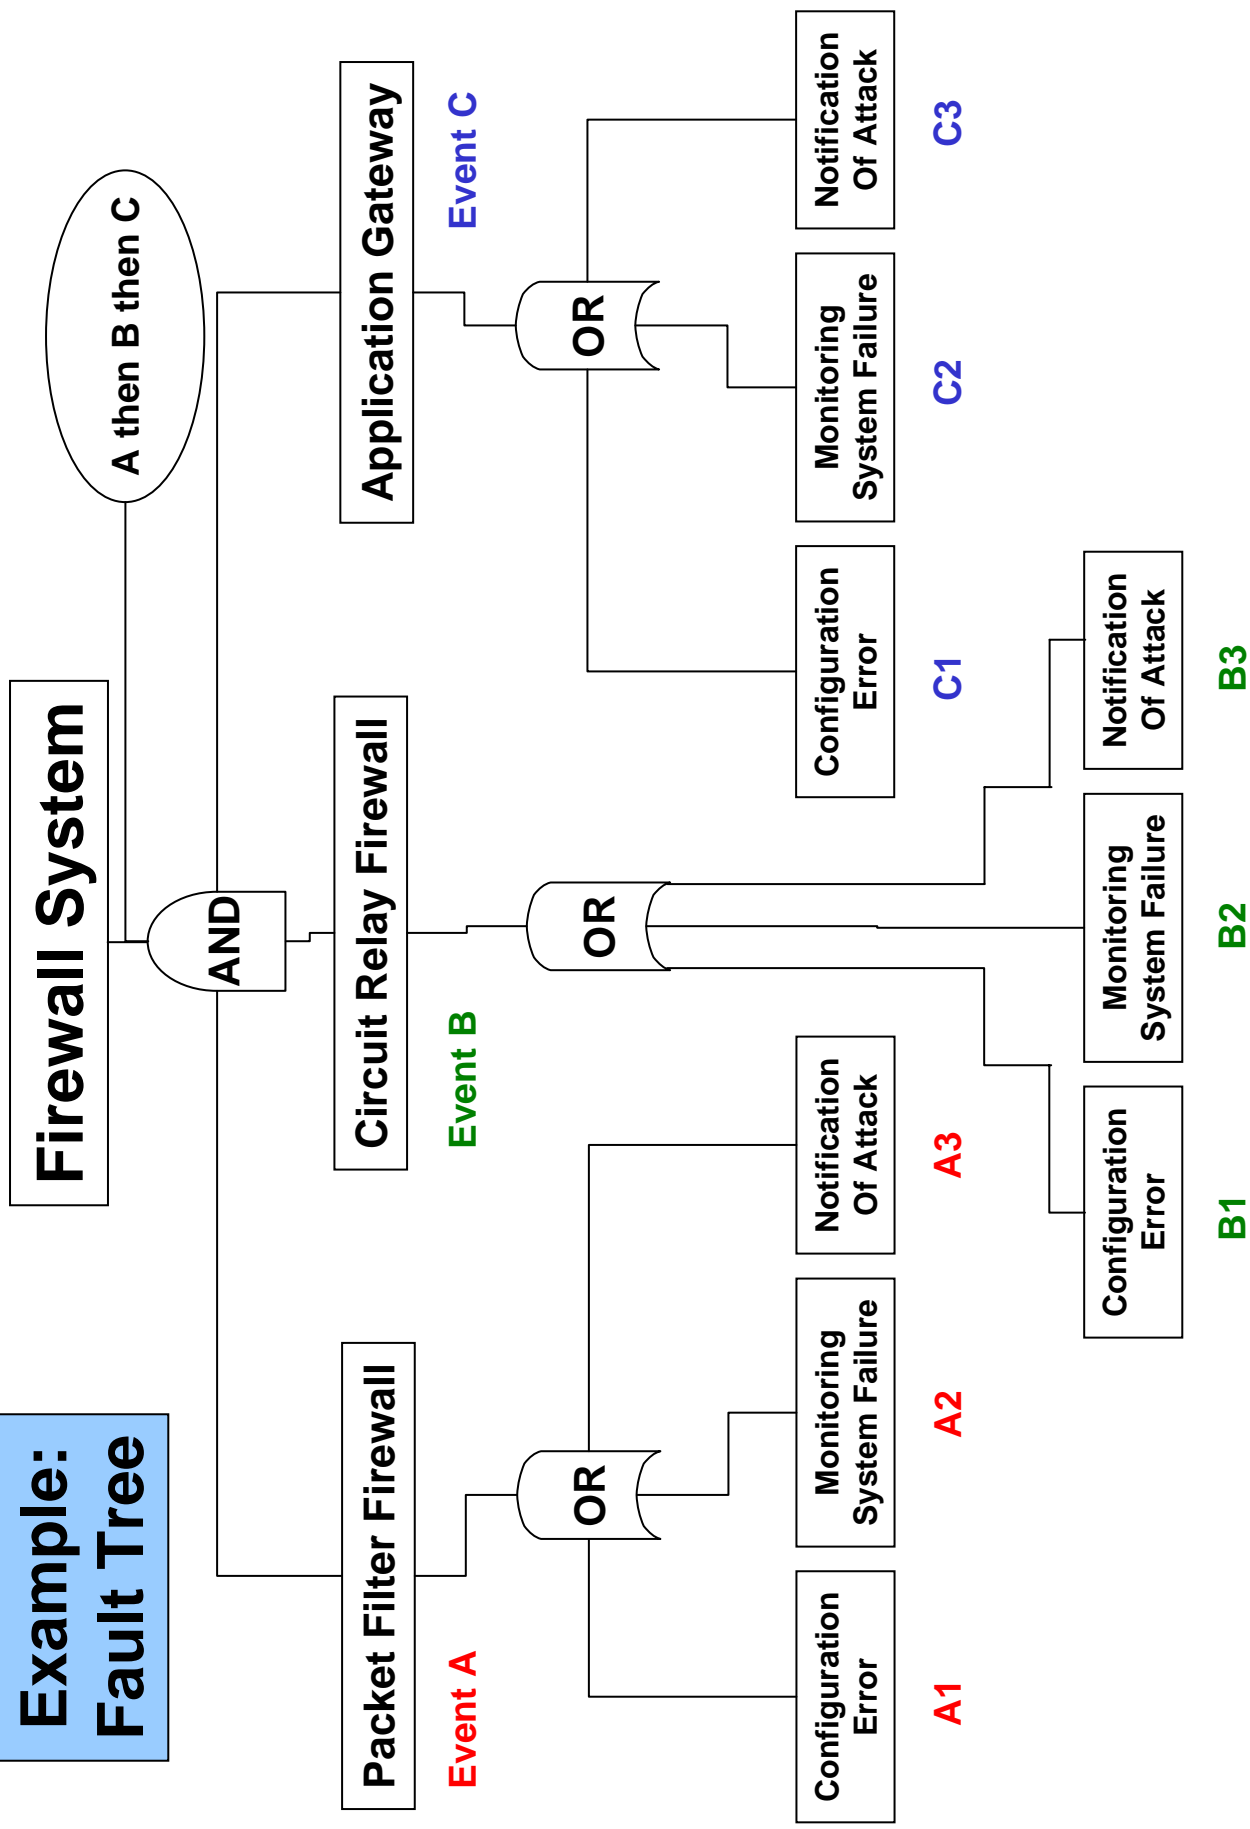 Example:
Fault Tree
Firewall System
A then B then C
AND
Packet Filter Firewall
Circuit Relay Firewall
Application Gateway
Event A
Event B
Event C
OR
OR
OR
Configuration
Error
Monitoring
System Failure
Notification
Of Attack
Configuration
Error
Monitoring
System Failure
Notification
Of Attack
A1
A2
A3
C1
C2
C3
Configuration
Error
Monitoring
System Failure
Notification
Of Attack
B1
B2
B3